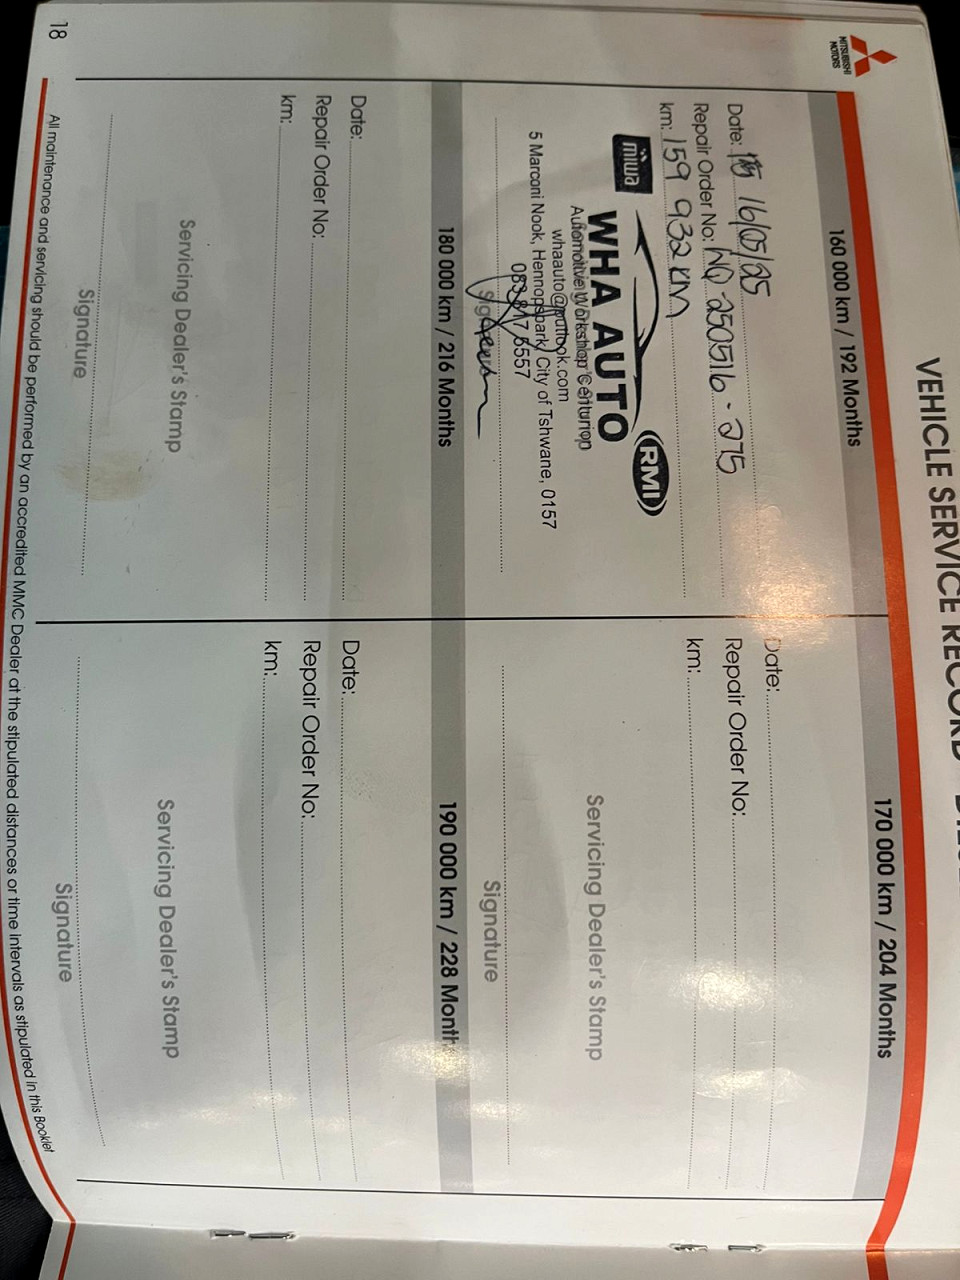 MITSUBISHI
MOTORS
VEHICLE SERVICE RECORD
160 000 km / 192 Months
Date: 16/05/25
Repair Order No: NQ-250516-275
km: 159 932 KM
miwa
RMI
WHA AUTO
Automotive Workshop Centurion
whaauto@outlook.com
5 Marconi Nook, Hennopspark, City of Tshwane, 0157
083 817 5557
Signature
170 000 km / 204 Months
Date:
Repair Order No:
km:
Servicing Dealer's Stamp
Signature
180 000 km / 216 Months
Date:
Repair Order No:
km:
Servicing Dealer's Stamp
Signature
190 000 km / 228 Months
Date:
Repair Order No:
km:
Servicing Dealer's Stamp
Signature
All maintenance and servicing should be performed by an accredited MMC Dealer at the stipulated distances or time intervals as stipulated in this Booklet
18